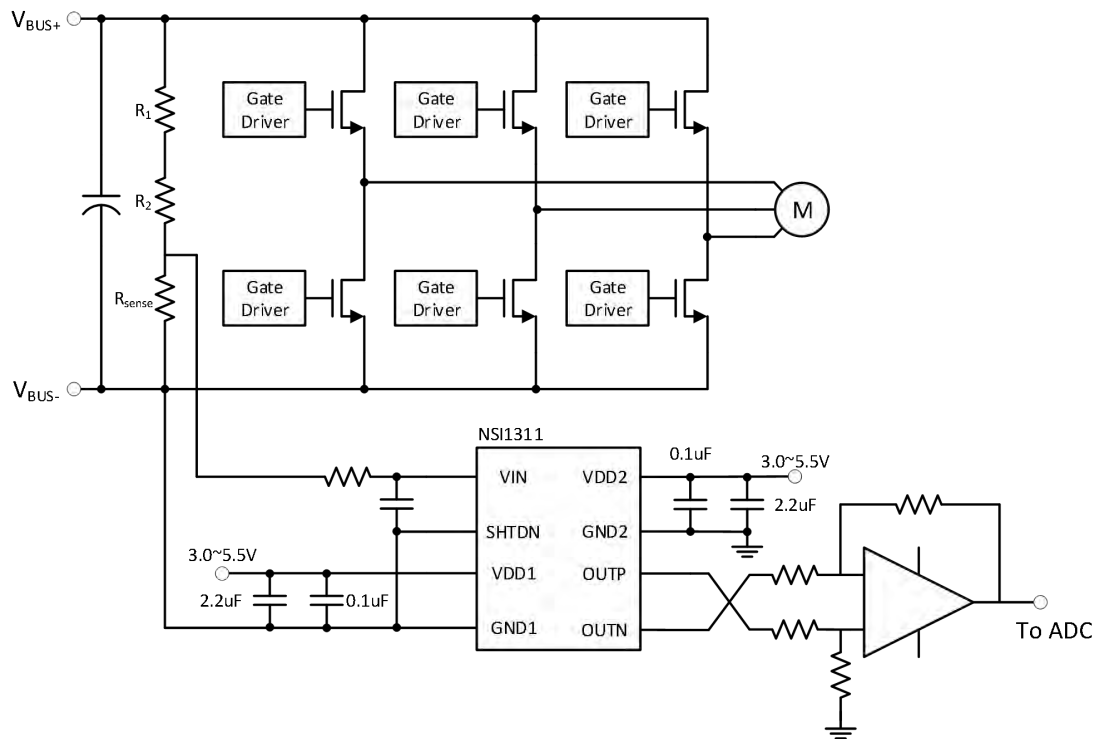 V_BUS+
R1
Gate Driver
Gate Driver
Gate Driver
R2
M
Rsense
Gate Driver
Gate Driver
Gate Driver
V_BUS-
NSI1311
0.1uF
3.0~5.5V
VIN
VDD2
2.2uF
SHTDN
GND2
3.0~5.5V
VDD1
OUTP
2.2uF
0.1uF
GND1
OUTN
To ADC